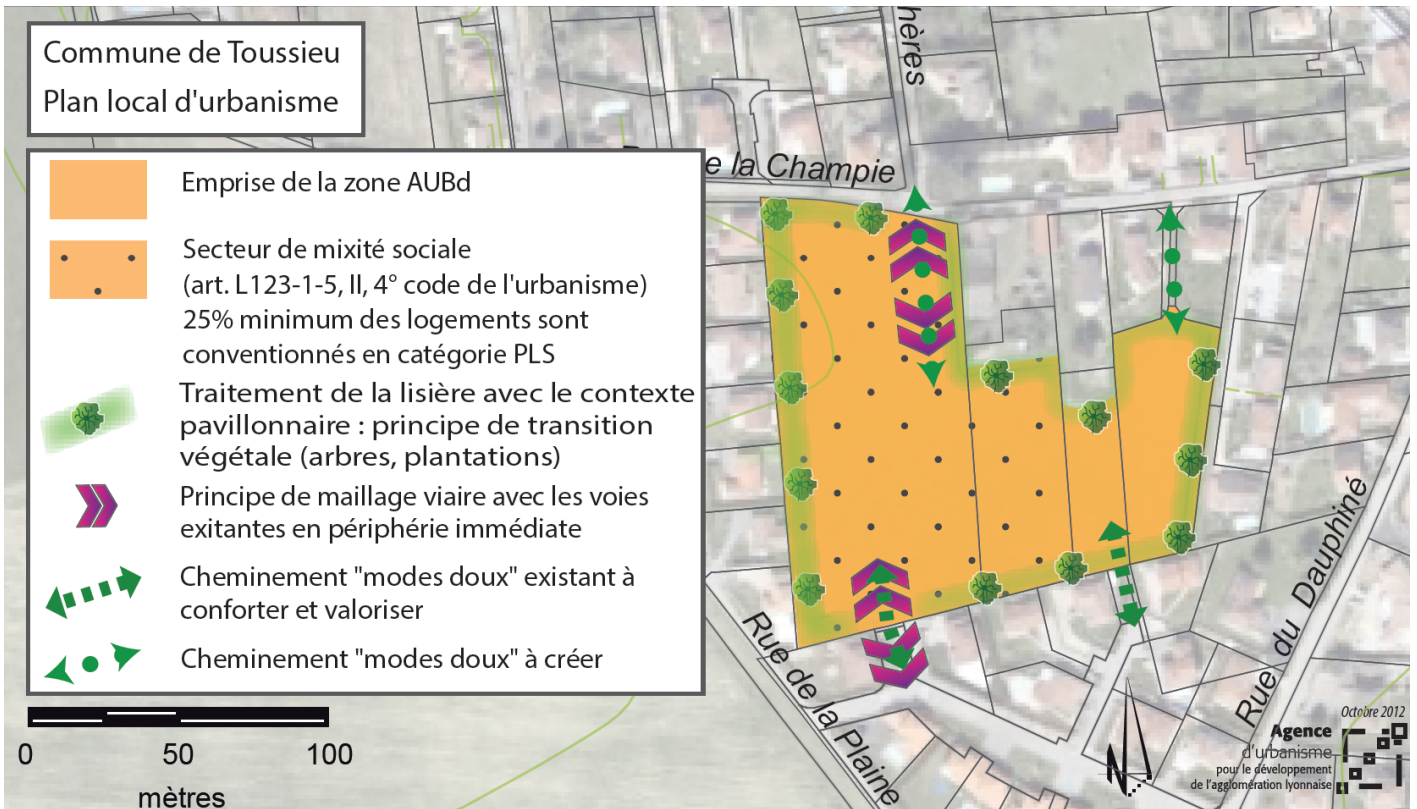 Commune de Toussieu
Plan local d'urbanisme
Emprise de la zone AUBd
Secteur de mixité sociale
(art. L123-1-5, II, 4° code de l'urbanisme)
25% minimum des logements sont
conventionnés en catégorie PLS
Traitement de la lisière avec le contexte
pavillonnaire : principe de transition
végétale (arbres, plantations)
Principe de maillage viaire avec les voies
exitantes en périphérie immédiate
Cheminement "modes doux" existant à
conforter et valoriser
Cheminement "modes doux" à créer
0 50 100
mètres
hères
e la Champie
Rue de la Plaine
Rue du Dauphiné
N
Octobre 2012
Agence
d'urbanisme
pour le développement
de l'agglomération lyonnaise